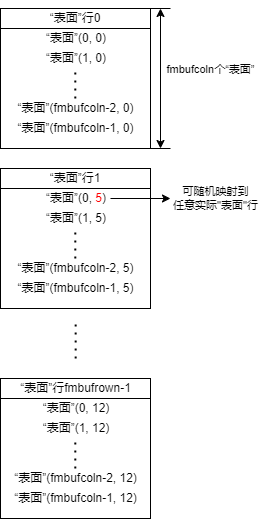 “表面”行0
“表面”(0, 0)
“表面”(1, 0)
“表面”(fmbufcoln-2, 0)
“表面”(fmbufcoln-1, 0)
fmbufcoln个“表面”
“表面”行1
“表面”(0, 5)
“表面”(1, 5)
“表面”(fmbufcoln-2, 5)
“表面”(fmbufcoln-1, 5)
可随机映射到
任意实际“表面”行
“表面”行fmbufrown-1
“表面”(0, 12)
“表面”(1, 12)
“表面”(fmbufcoln-2, 12)
“表面”(fmbufcoln-1, 12)